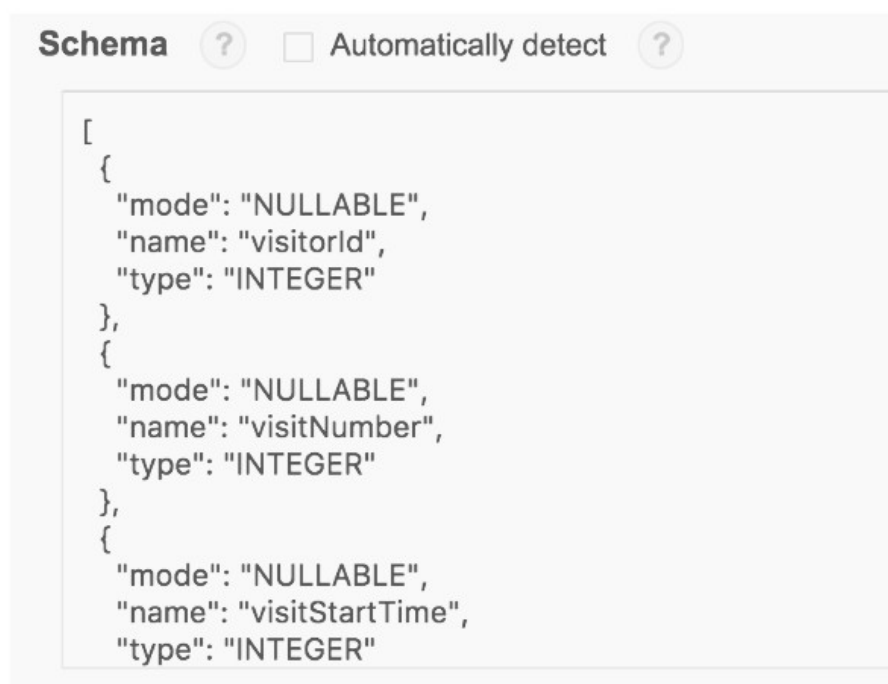 Schema ? Automatically detect ?
[
{
"mode": "NULLABLE",
"name": "visitorId",
"type": "INTEGER"
},
{
"mode": "NULLABLE",
"name": "visitNumber",
"type": "INTEGER"
},
{
"mode": "NULLABLE",
"name": "visitStartTime",
"type": "INTEGER"